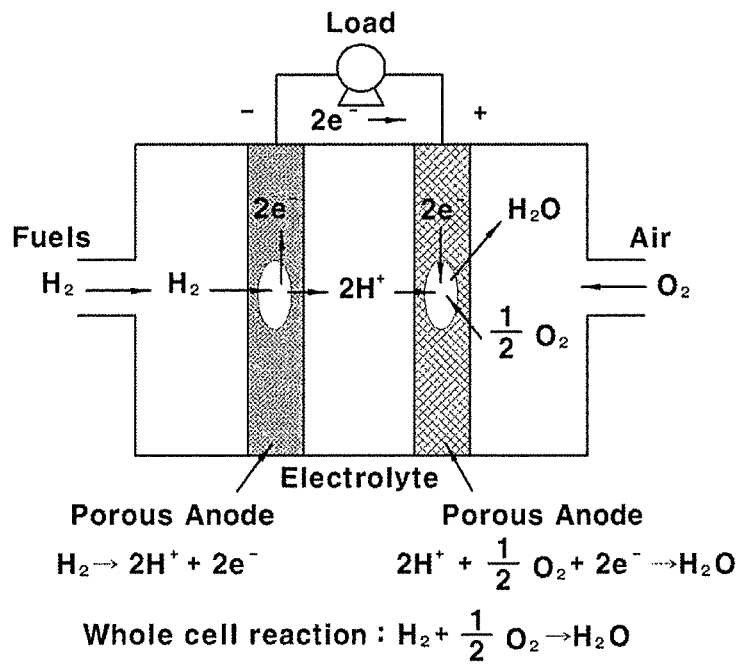 Load
- 2e⁻ → +
2e⁻ 2e⁻ H₂O
Fuels Air
H₂ → H₂ → → 2H⁺ → ← O₂
1/2 O₂
Electrolyte
Porous Anode Porous Anode
H₂→ 2H⁺ + 2e⁻ 2H⁺ + 1/2 O₂ + 2e⁻ →H₂O
Whole cell reaction : H₂+ 1/2 O₂→H₂O